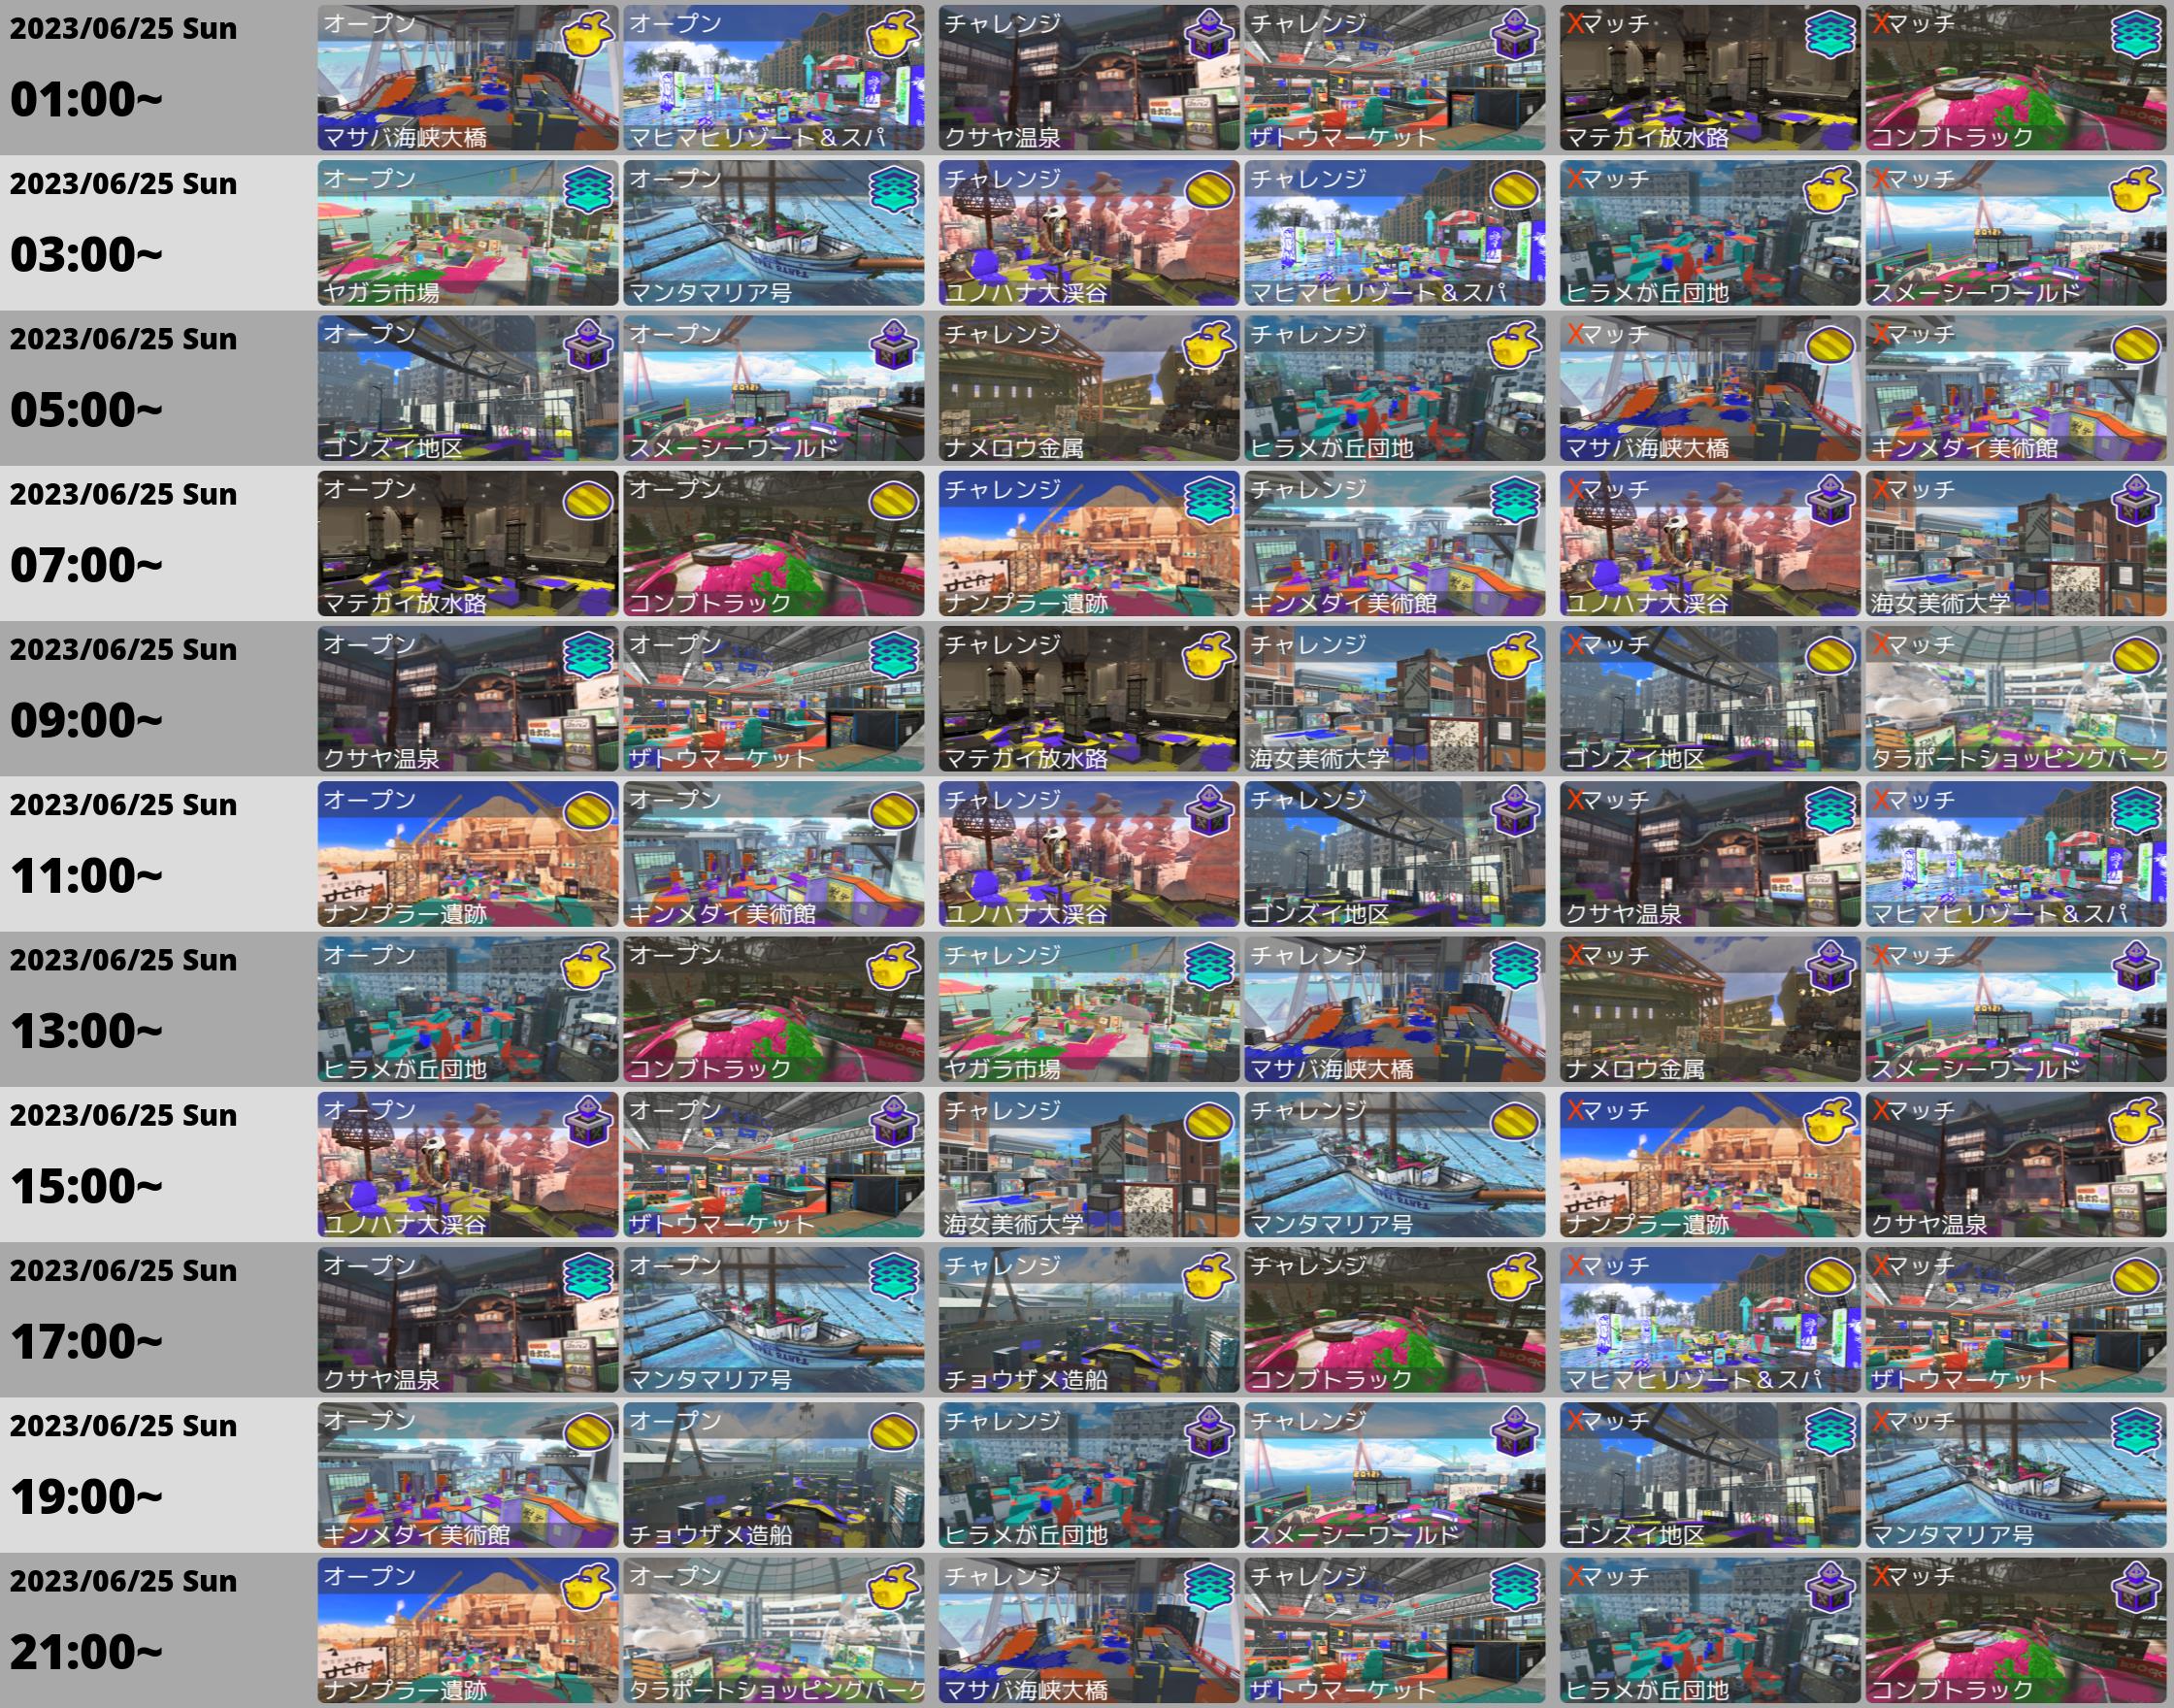 2023/06/25 Sun
01:00~
オープン
マサバ海峡大橋
オープン
マヒマヒリゾート＆スパ
チャレンジ
クサヤ温泉
チャレンジ
ザトウマーケット
Xマッチ
マテガイ放水路
Xマッチ
コンブトラック
2023/06/25 Sun
03:00~
オープン
ヤガラ市場
オープン
マンタマリア号
チャレンジ
ユノハナ大渓谷
チャレンジ
マヒマヒリゾート＆スパ
Xマッチ
ヒラメが丘団地
Xマッチ
スメーシーワールド
2023/06/25 Sun
05:00~
オープン
ゴンズイ地区
オープン
スメーシーワールド
チャレンジ
ナメロウ金属
チャレンジ
ヒラメが丘団地
Xマッチ
マサバ海峡大橋
Xマッチ
キンメダイ美術館
2023/06/25 Sun
07:00~
オープン
マテガイ放水路
オープン
コンブトラック
チャレンジ
ナンプラー遺跡
チャレンジ
キンメダイ美術館
Xマッチ
ユノハナ大渓谷
Xマッチ
海女美術大学
2023/06/25 Sun
09:00~
オープン
クサヤ温泉
オープン
ザトウマーケット
チャレンジ
マテガイ放水路
チャレンジ
海女美術大学
Xマッチ
ゴンズイ地区
Xマッチ
タラポートショッピングパーク
2023/06/25 Sun
11:00~
オープン
ナンプラー遺跡
オープン
キンメダイ美術館
チャレンジ
ユノハナ大渓谷
チャレンジ
ゴンズイ地区
Xマッチ
クサヤ温泉
Xマッチ
マヒマヒリゾート＆スパ
2023/06/25 Sun
13:00~
オープン
ヒラメが丘団地
オープン
コンブトラック
チャレンジ
ヤガラ市場
チャレンジ
マサバ海峡大橋
Xマッチ
ナメロウ金属
Xマッチ
スメーシーワールド
2023/06/25 Sun
15:00~
オープン
ユノハナ大渓谷
オープン
ザトウマーケット
チャレンジ
海女美術大学
チャレンジ
マンタマリア号
Xマッチ
ナンプラー遺跡
Xマッチ
クサヤ温泉
2023/06/25 Sun
17:00~
オープン
クサヤ温泉
オープン
マンタマリア号
チャレンジ
チョウザメ造船
チャレンジ
コンブトラック
Xマッチ
マヒマヒリゾート＆スパ
Xマッチ
ザトウマーケット
2023/06/25 Sun
19:00~
オープン
キンメダイ美術館
オープン
チョウザメ造船
チャレンジ
ヒラメが丘団地
チャレンジ
スメーシーワールド
Xマッチ
ゴンズイ地区
Xマッチ
マンタマリア号
2023/06/25 Sun
21:00~
オープン
ナンプラー遺跡
オープン
タラポートショッピングパーク
チャレンジ
マサバ海峡大橋
チャレンジ
ザトウマーケット
Xマッチ
ヒラメが丘団地
Xマッチ
コンブトラック